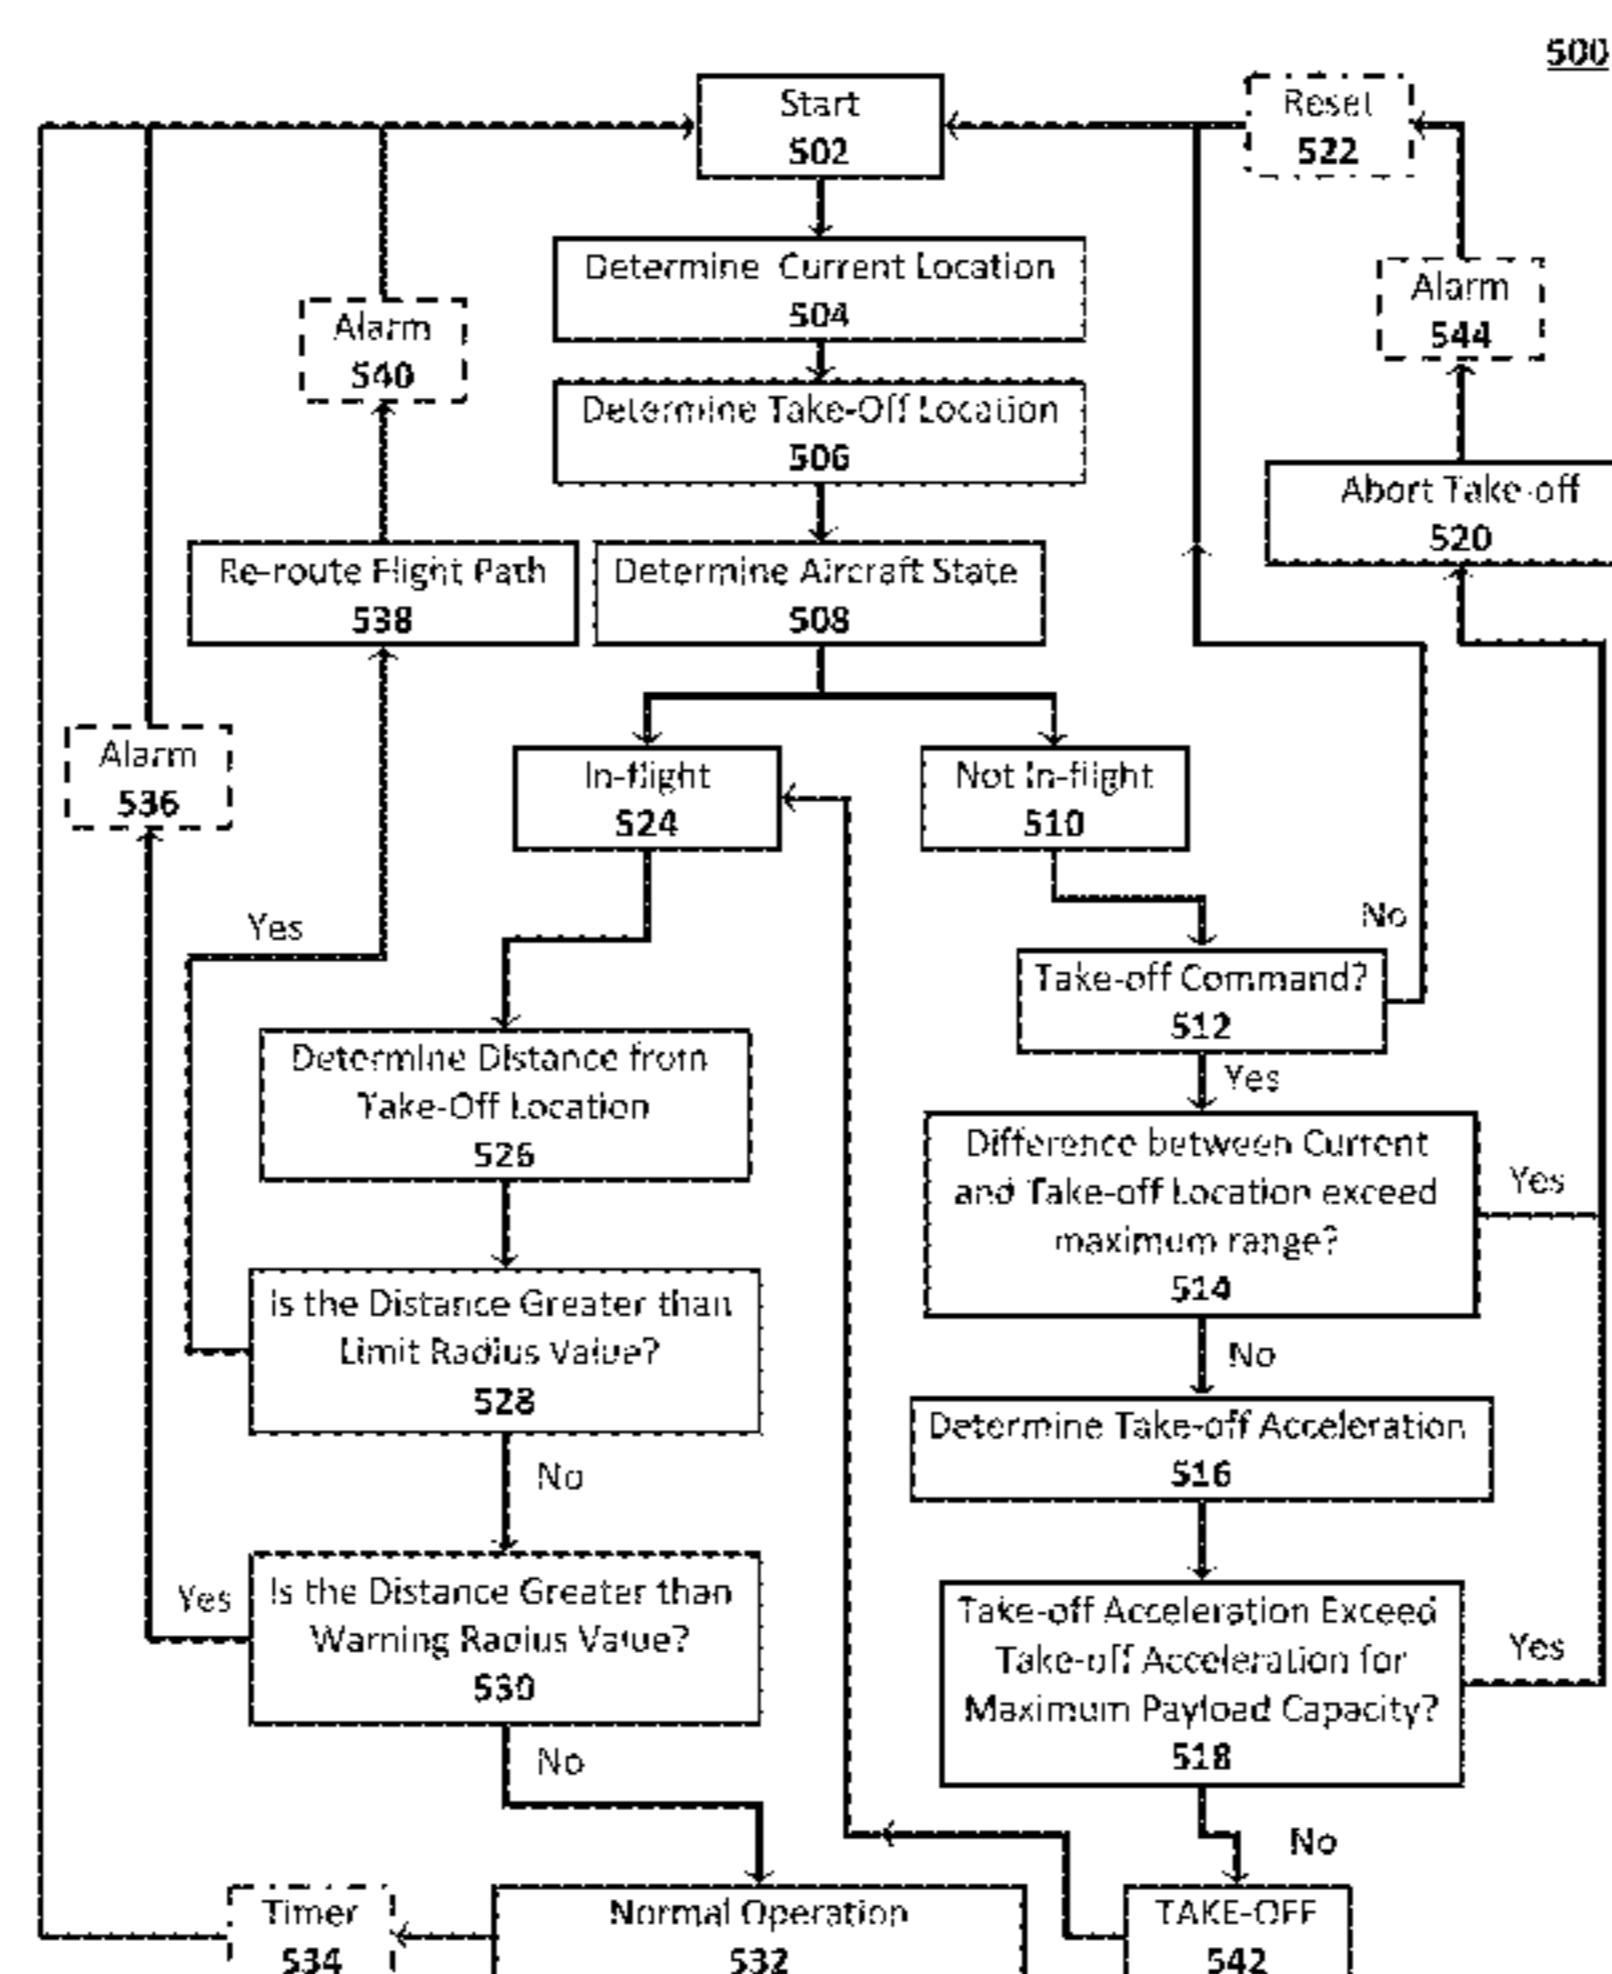 500
Start
502
Reset
522
Determine Current Location
504
Alarm
544
Alarm
540
Determine Take-Off Location
506
Abort Take-off
520
Re-route Flight Path
538
Determine Aircraft State
508
Alarm
536
In-flight
524
Not In-flight
510
Yes
No
Take-off Command?
512
Yes
Determine Distance from
Take-Off Location
526
Difference between Current
and Take-off Location exceed
maximum range?
514
Yes
Is the Distance Greater than
Limit Radius Value?
528
No
No
Determine Take-off Acceleration
516
Yes
Is the Distance Greater than
Warning Radius Value?
530
No
Take-off Acceleration Exceed
Take-off Acceleration for
Maximum Payload Capacity?
518
Yes
No
Timer
534
Normal Operation
532
TAKE-OFF
542